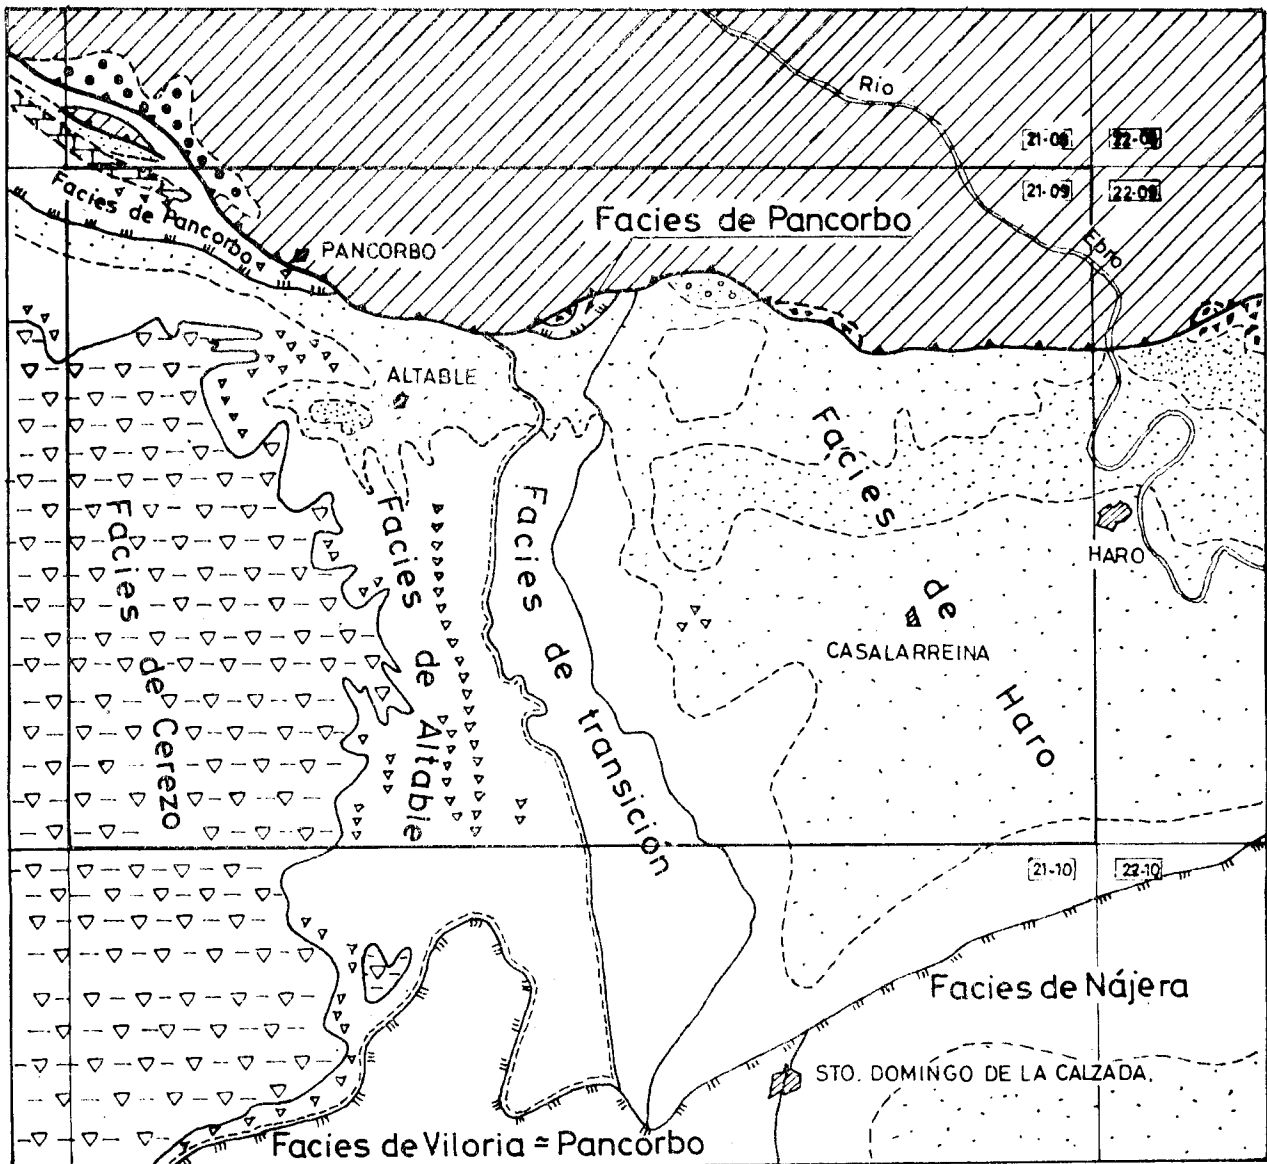 Río
21-08 22-08
21-09 22-09
Ebro
Facies de Pancorbo
Facies de Pancorbo
PANCORBO
ALTABLE
Facies de Haro
HARO
CASALARREINA
Facies de Cerezo
Facies de Altable
Facies de transición
21-10 22-10
Facies de Nájera
STO. DOMINGO DE LA CALZADA.
Facies de Viloria ≃ Pancorbo